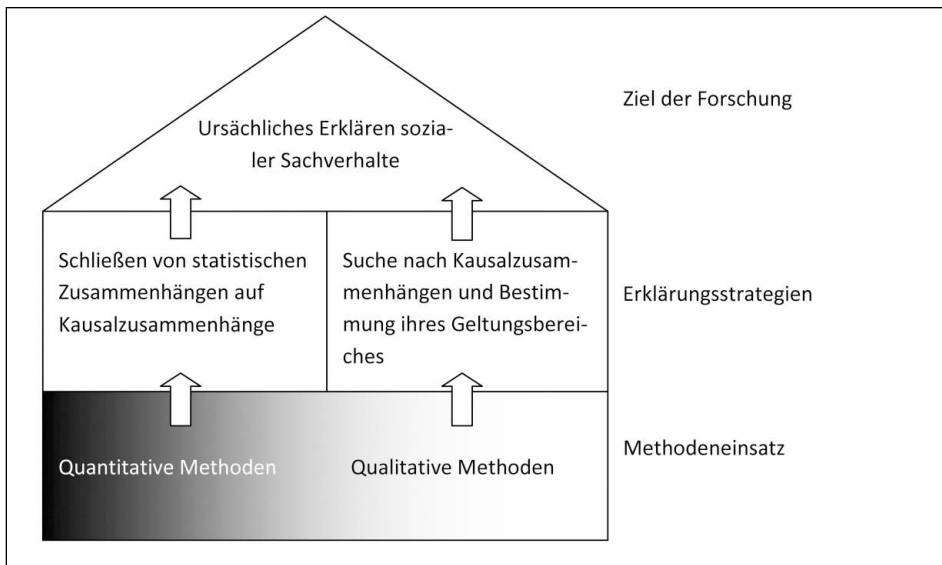 Ziel der Forschung
Ursächliches Erklären sozia-
ler Sachverhalte
Schließen von statistischen
Zusammenhängen auf
Kausalzusammenhänge
Suche nach Kausalzusam-
menhängen und Bestim-
mung ihres Geltungsberei-
ches
Erklärungsstrategien
Quantitative Methoden
Qualitative Methoden
Methodeneinsatz